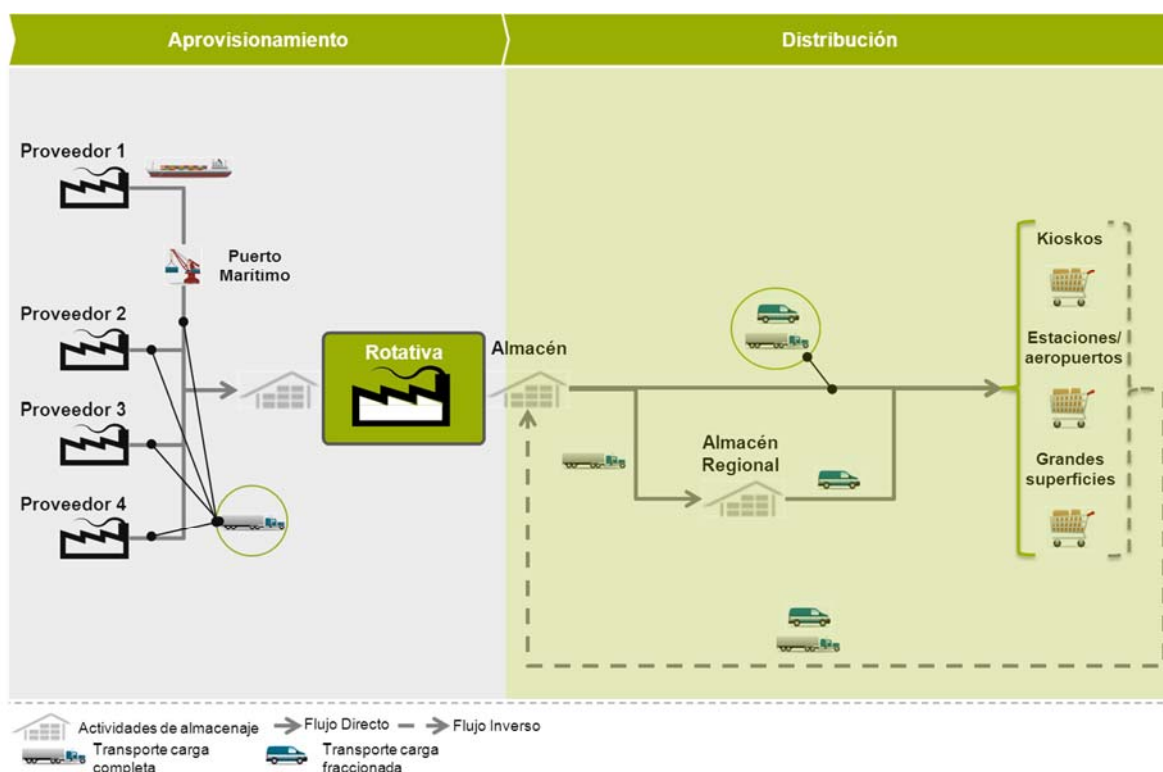 Aprovisionamiento
Distribución
Proveedor 1
Puerto
Marítimo
Proveedor 2
Proveedor 3
Proveedor 4
Rotativa
Almacén
Almacén
Regional
Kioskos
Estaciones/
aeropuertos
Grandes
superficies
Actividades de almacenaje
Flujo Directo
Flujo Inverso
Transporte carga
completa
Transporte carga
fraccionada